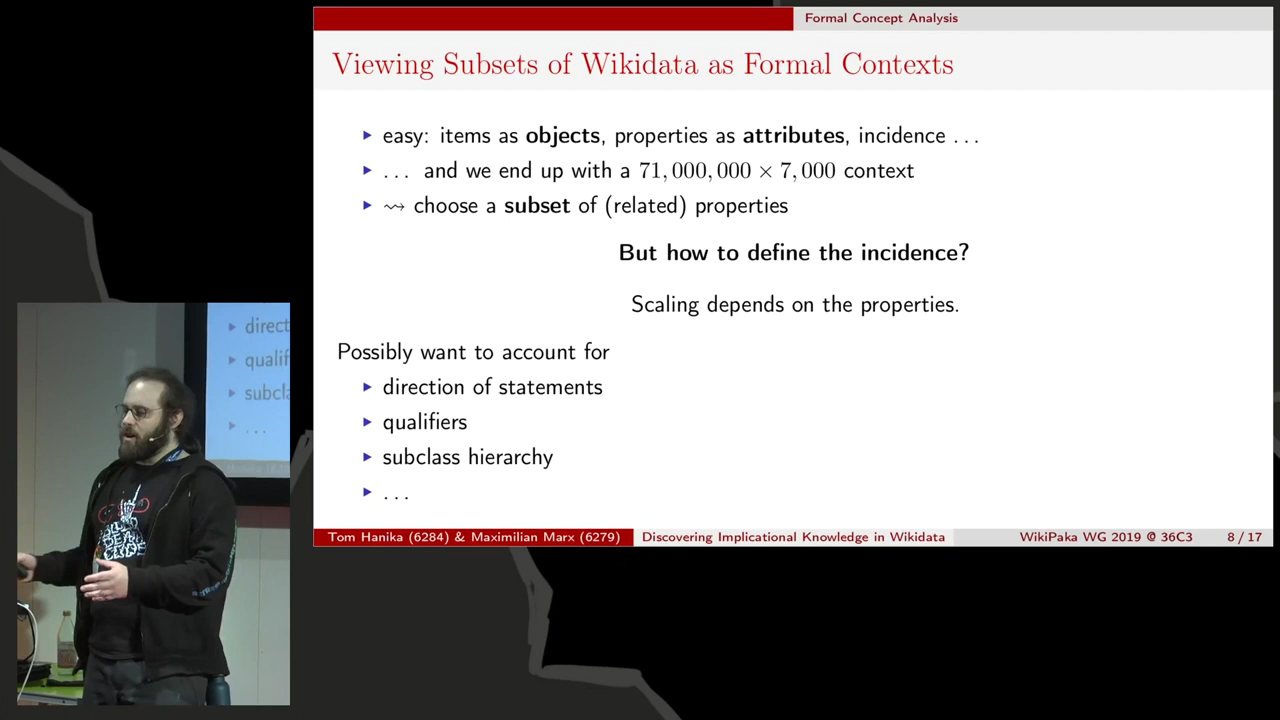 Formal Concept Analysis
Viewing Subsets of Wikidata as Formal Contexts
▸ easy: items as objects, properties as attributes, incidence ...
▸ ... and we end up with a 71,000,000 × 7,000 context
▸ ⇝ choose a subset of (related) properties
But how to define the incidence?
Scaling depends on the properties.
Possibly want to account for
▸ direction of statements
▸ qualifiers
▸ subclass hierarchy
▸ ...
Tom Hanika (6284) & Maximilian Marx (6279) Discovering Implicational Knowledge in Wikidata WikiPaka WG 2019 @ 36C3 8 / 17
▸ direct
▸ qualif
▸ subcla
▸ ...